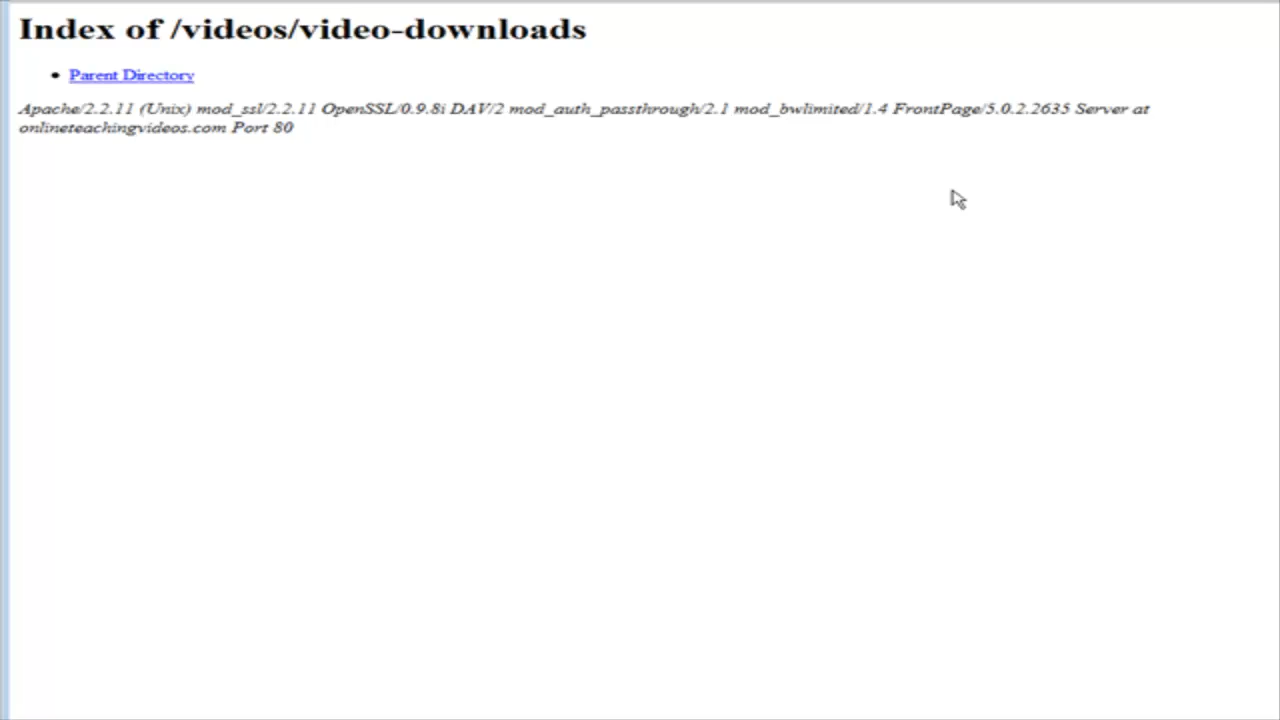 Index of /videos/video-downloads
Parent Directory
Apache/2.2.11 (Unix) mod_ssl/2.2.11 OpenSSL/0.9.8i DAV/2 mod_auth_passthrough/2.1 mod_bwlimited/1.4 FrontPage/5.0.2.2635 Server at
onlineteachingvideos.com Port 80